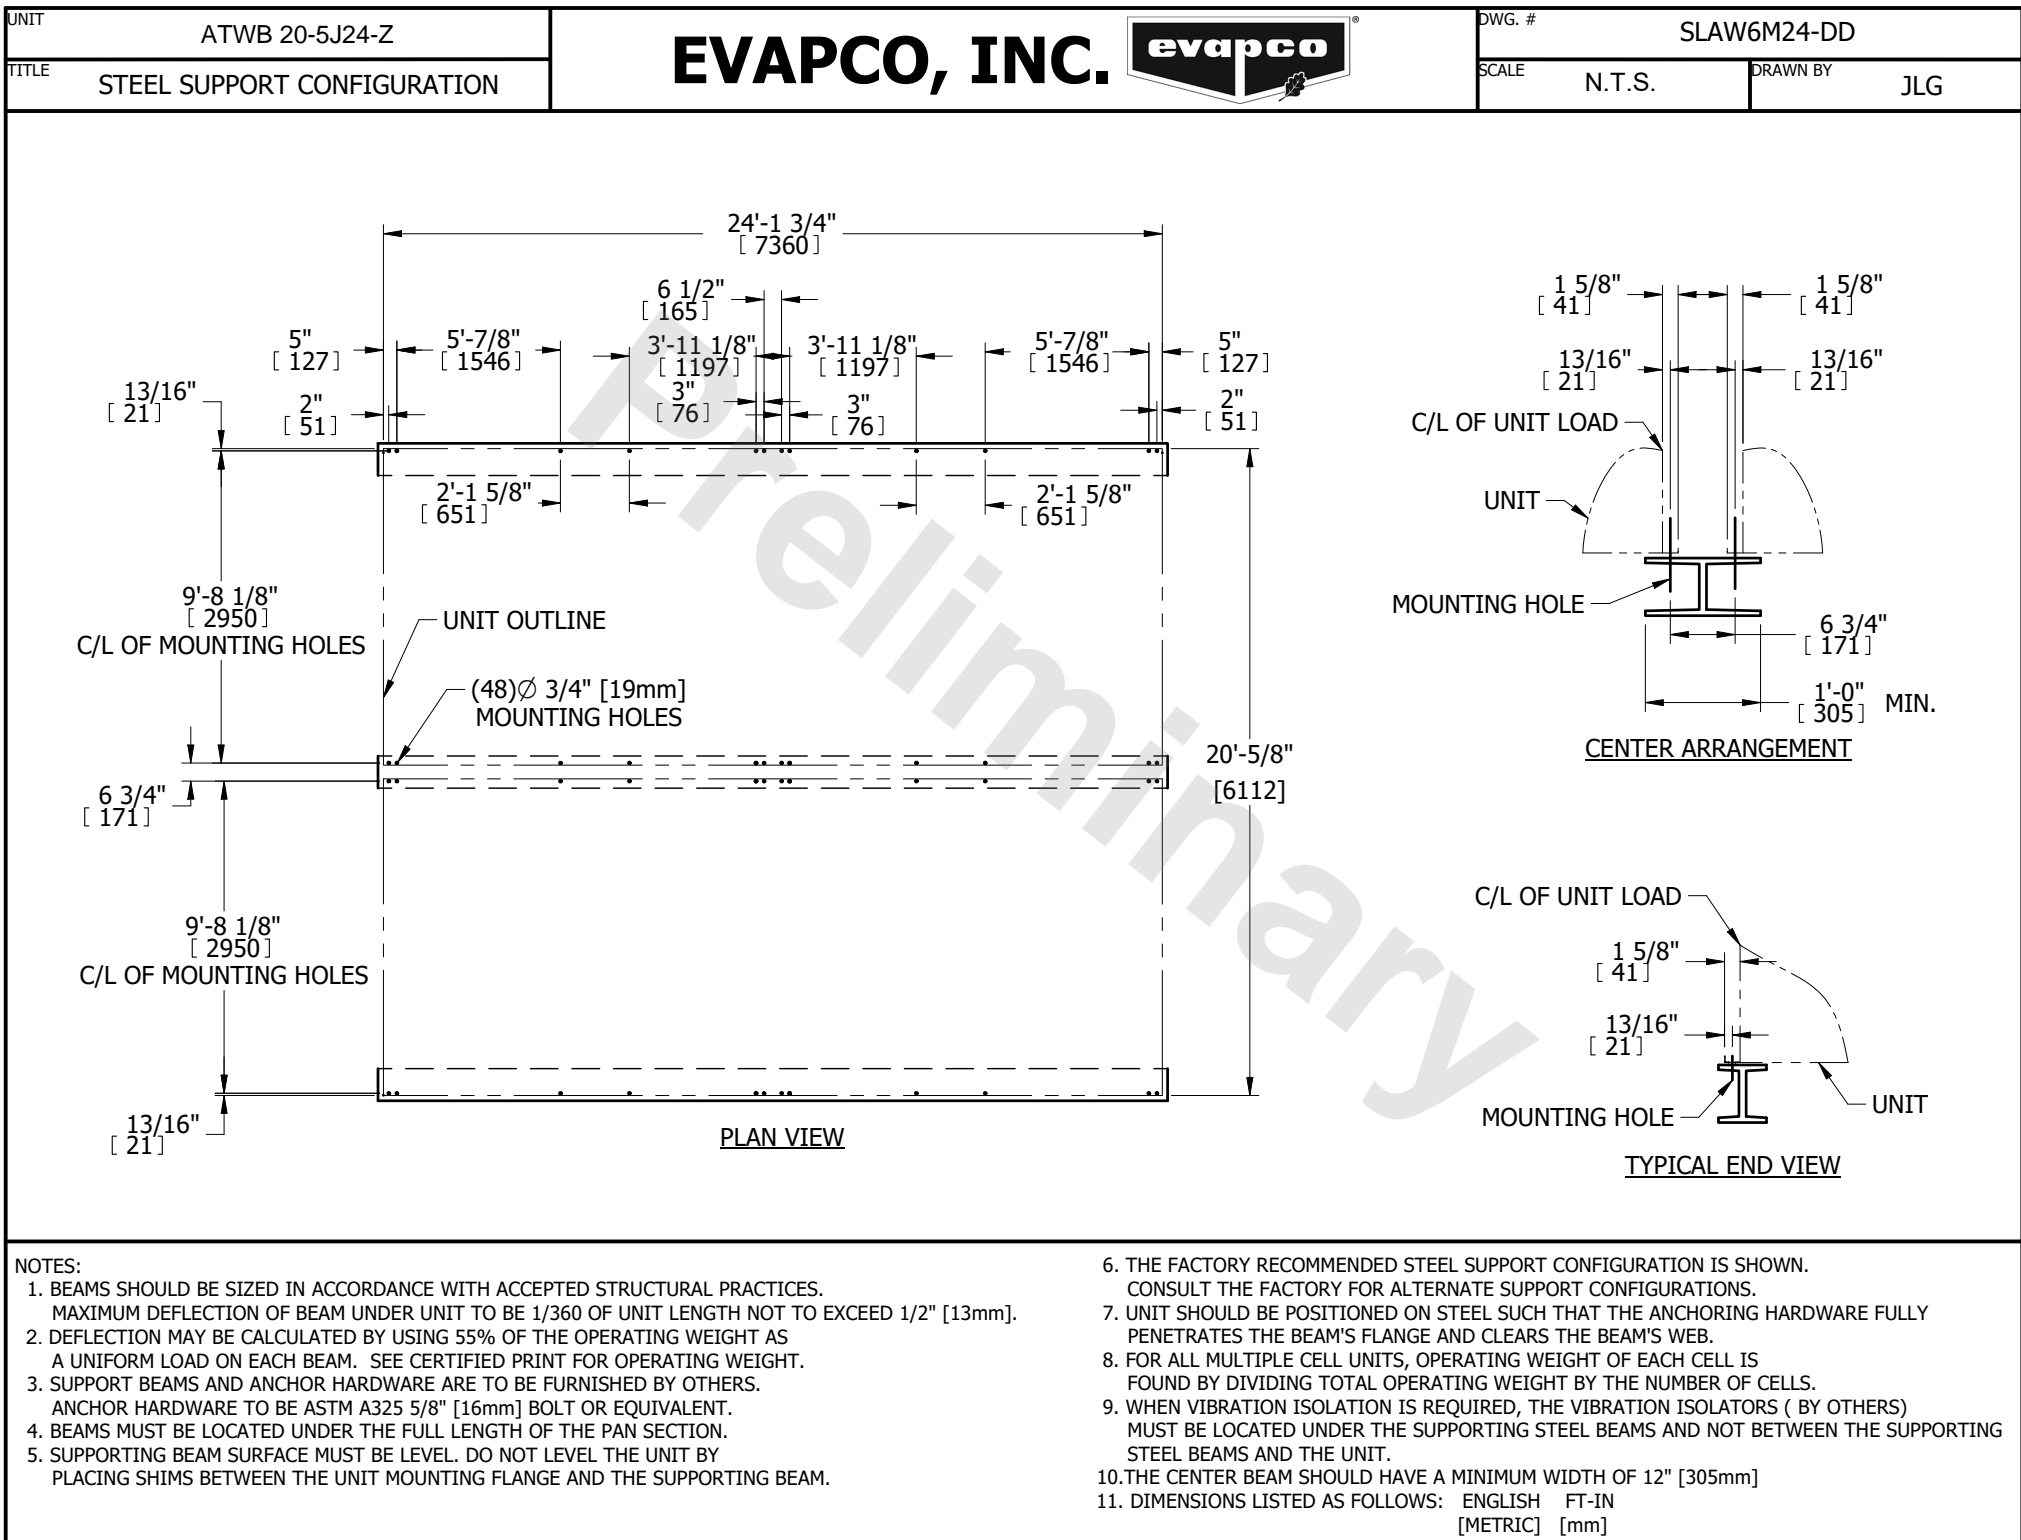 UNIT
ATWB 20-5J24-Z
TITLE
STEEL SUPPORT CONFIGURATION
EVAPCO, INC.
evapco
®
DWG. #
SLAW6M24-DD
SCALE
N.T.S.
DRAWN BY
JLG
24'-1 3/4"
[ 7360]
6 1/2"
[ 165]
5"
[ 127]
5'-7/8"
[ 1546]
3'-11 1/8"
[ 1197]
3'-11 1/8"
[ 1197]
5'-7/8"
[ 1546]
5"
[ 127]
13/16"
[ 21]
2"
[ 51]
3"
[ 76]
3"
[ 76]
2"
[ 51]
2'-1 5/8"
[ 651]
2'-1 5/8"
[ 651]
9'-8 1/8"
[ 2950]
C/L OF MOUNTING HOLES
UNIT OUTLINE
(48)Ø 3/4" [19mm]
MOUNTING HOLES
6 3/4"
[ 171]
20'-5/8"
[6112]
9'-8 1/8"
[ 2950]
C/L OF MOUNTING HOLES
13/16"
[ 21]
PLAN VIEW
Preliminary
1 5/8"
[ 41]
1 5/8"
[ 41]
13/16"
[ 21]
13/16"
[ 21]
C/L OF UNIT LOAD
UNIT
MOUNTING HOLE
6 3/4"
[ 171]
1'-0"
[ 305]
MIN.
CENTER ARRANGEMENT
C/L OF UNIT LOAD
1 5/8"
[ 41]
13/16"
[ 21]
MOUNTING HOLE
UNIT
TYPICAL END VIEW
NOTES:
1. BEAMS SHOULD BE SIZED IN ACCORDANCE WITH ACCEPTED STRUCTURAL PRACTICES.
MAXIMUM DEFLECTION OF BEAM UNDER UNIT TO BE 1/360 OF UNIT LENGTH NOT TO EXCEED 1/2" [13mm].
2. DEFLECTION MAY BE CALCULATED BY USING 55% OF THE OPERATING WEIGHT AS
A UNIFORM LOAD ON EACH BEAM. SEE CERTIFIED PRINT FOR OPERATING WEIGHT.
3. SUPPORT BEAMS AND ANCHOR HARDWARE ARE TO BE FURNISHED BY OTHERS.
ANCHOR HARDWARE TO BE ASTM A325 5/8" [16mm] BOLT OR EQUIVALENT.
4. BEAMS MUST BE LOCATED UNDER THE FULL LENGTH OF THE PAN SECTION.
5. SUPPORTING BEAM SURFACE MUST BE LEVEL. DO NOT LEVEL THE UNIT BY
PLACING SHIMS BETWEEN THE UNIT MOUNTING FLANGE AND THE SUPPORTING BEAM.
6. THE FACTORY RECOMMENDED STEEL SUPPORT CONFIGURATION IS SHOWN.
CONSULT THE FACTORY FOR ALTERNATE SUPPORT CONFIGURATIONS.
7. UNIT SHOULD BE POSITIONED ON STEEL SUCH THAT THE ANCHORING HARDWARE FULLY
PENETRATES THE BEAM'S FLANGE AND CLEARS THE BEAM'S WEB.
8. FOR ALL MULTIPLE CELL UNITS, OPERATING WEIGHT OF EACH CELL IS
FOUND BY DIVIDING TOTAL OPERATING WEIGHT BY THE NUMBER OF CELLS.
9. WHEN VIBRATION ISOLATION IS REQUIRED, THE VIBRATION ISOLATORS ( BY OTHERS)
MUST BE LOCATED UNDER THE SUPPORTING STEEL BEAMS AND NOT BETWEEN THE SUPPORTING
STEEL BEAMS AND THE UNIT.
10.THE CENTER BEAM SHOULD HAVE A MINIMUM WIDTH OF 12" [305mm]
11. DIMENSIONS LISTED AS FOLLOWS: ENGLISH FT-IN
[METRIC] [mm]